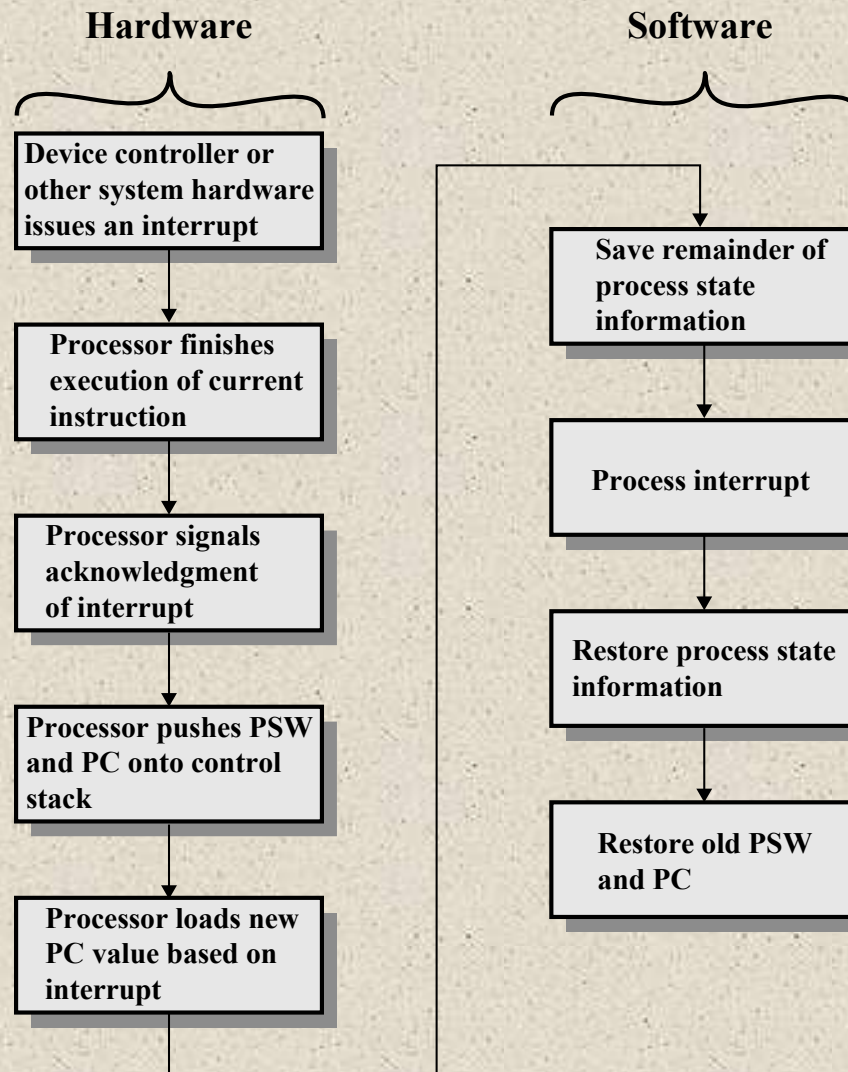 Hardware
Device controller or
other system hardware
issues an interrupt
Processor finishes
execution of current
instruction
Processor signals
acknowledgment
of interrupt
Processor pushes PSW
and PC onto control
stack
Processor loads new
PC value based on
interrupt
Software
Save remainder of
process state
information
Process interrupt
Restore process state
information
Restore old PSW
and PC